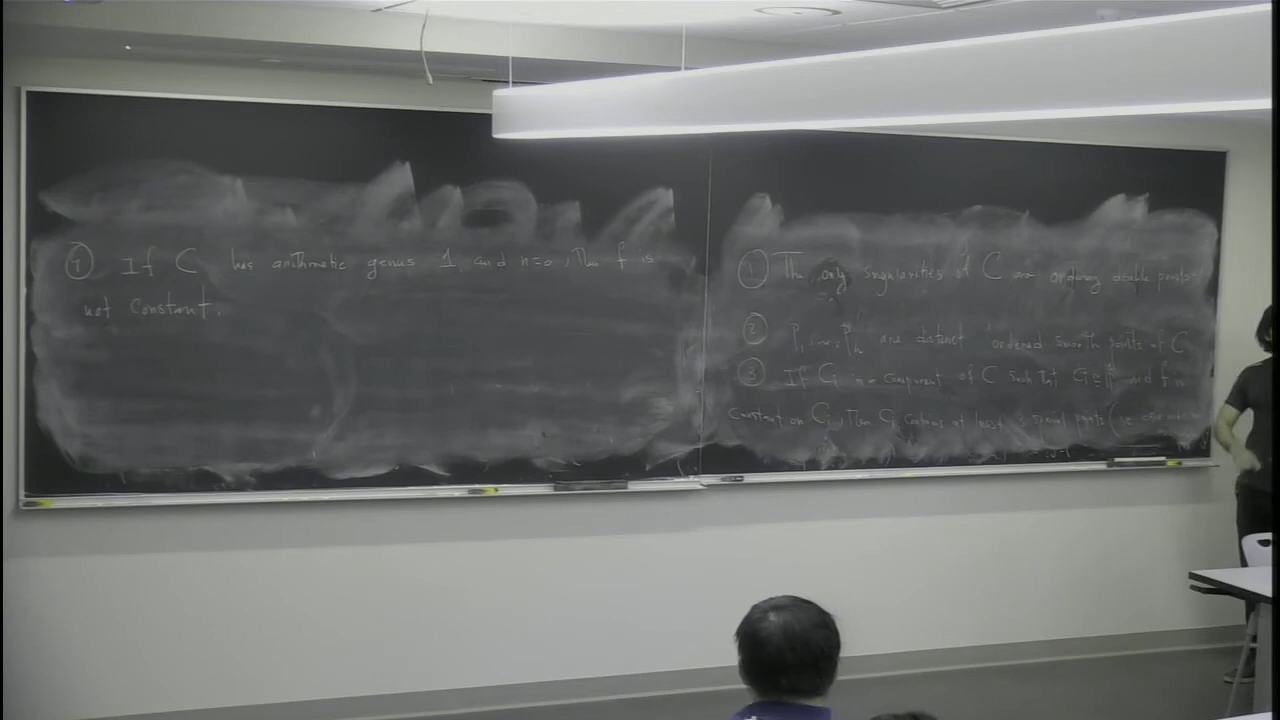 ④ If C has arithmetic genus 1 and n=0, then f is
not constant.
① The only singularities of C are ordinary double points
② P₁, ..., Pₙ are distinct ordered smooth points of C
③ If Cᵢ is a component of C such that Cᵢ ≅ P¹ and f is
constant on Cᵢ, then Cᵢ contains at least 3 special points (i.e.